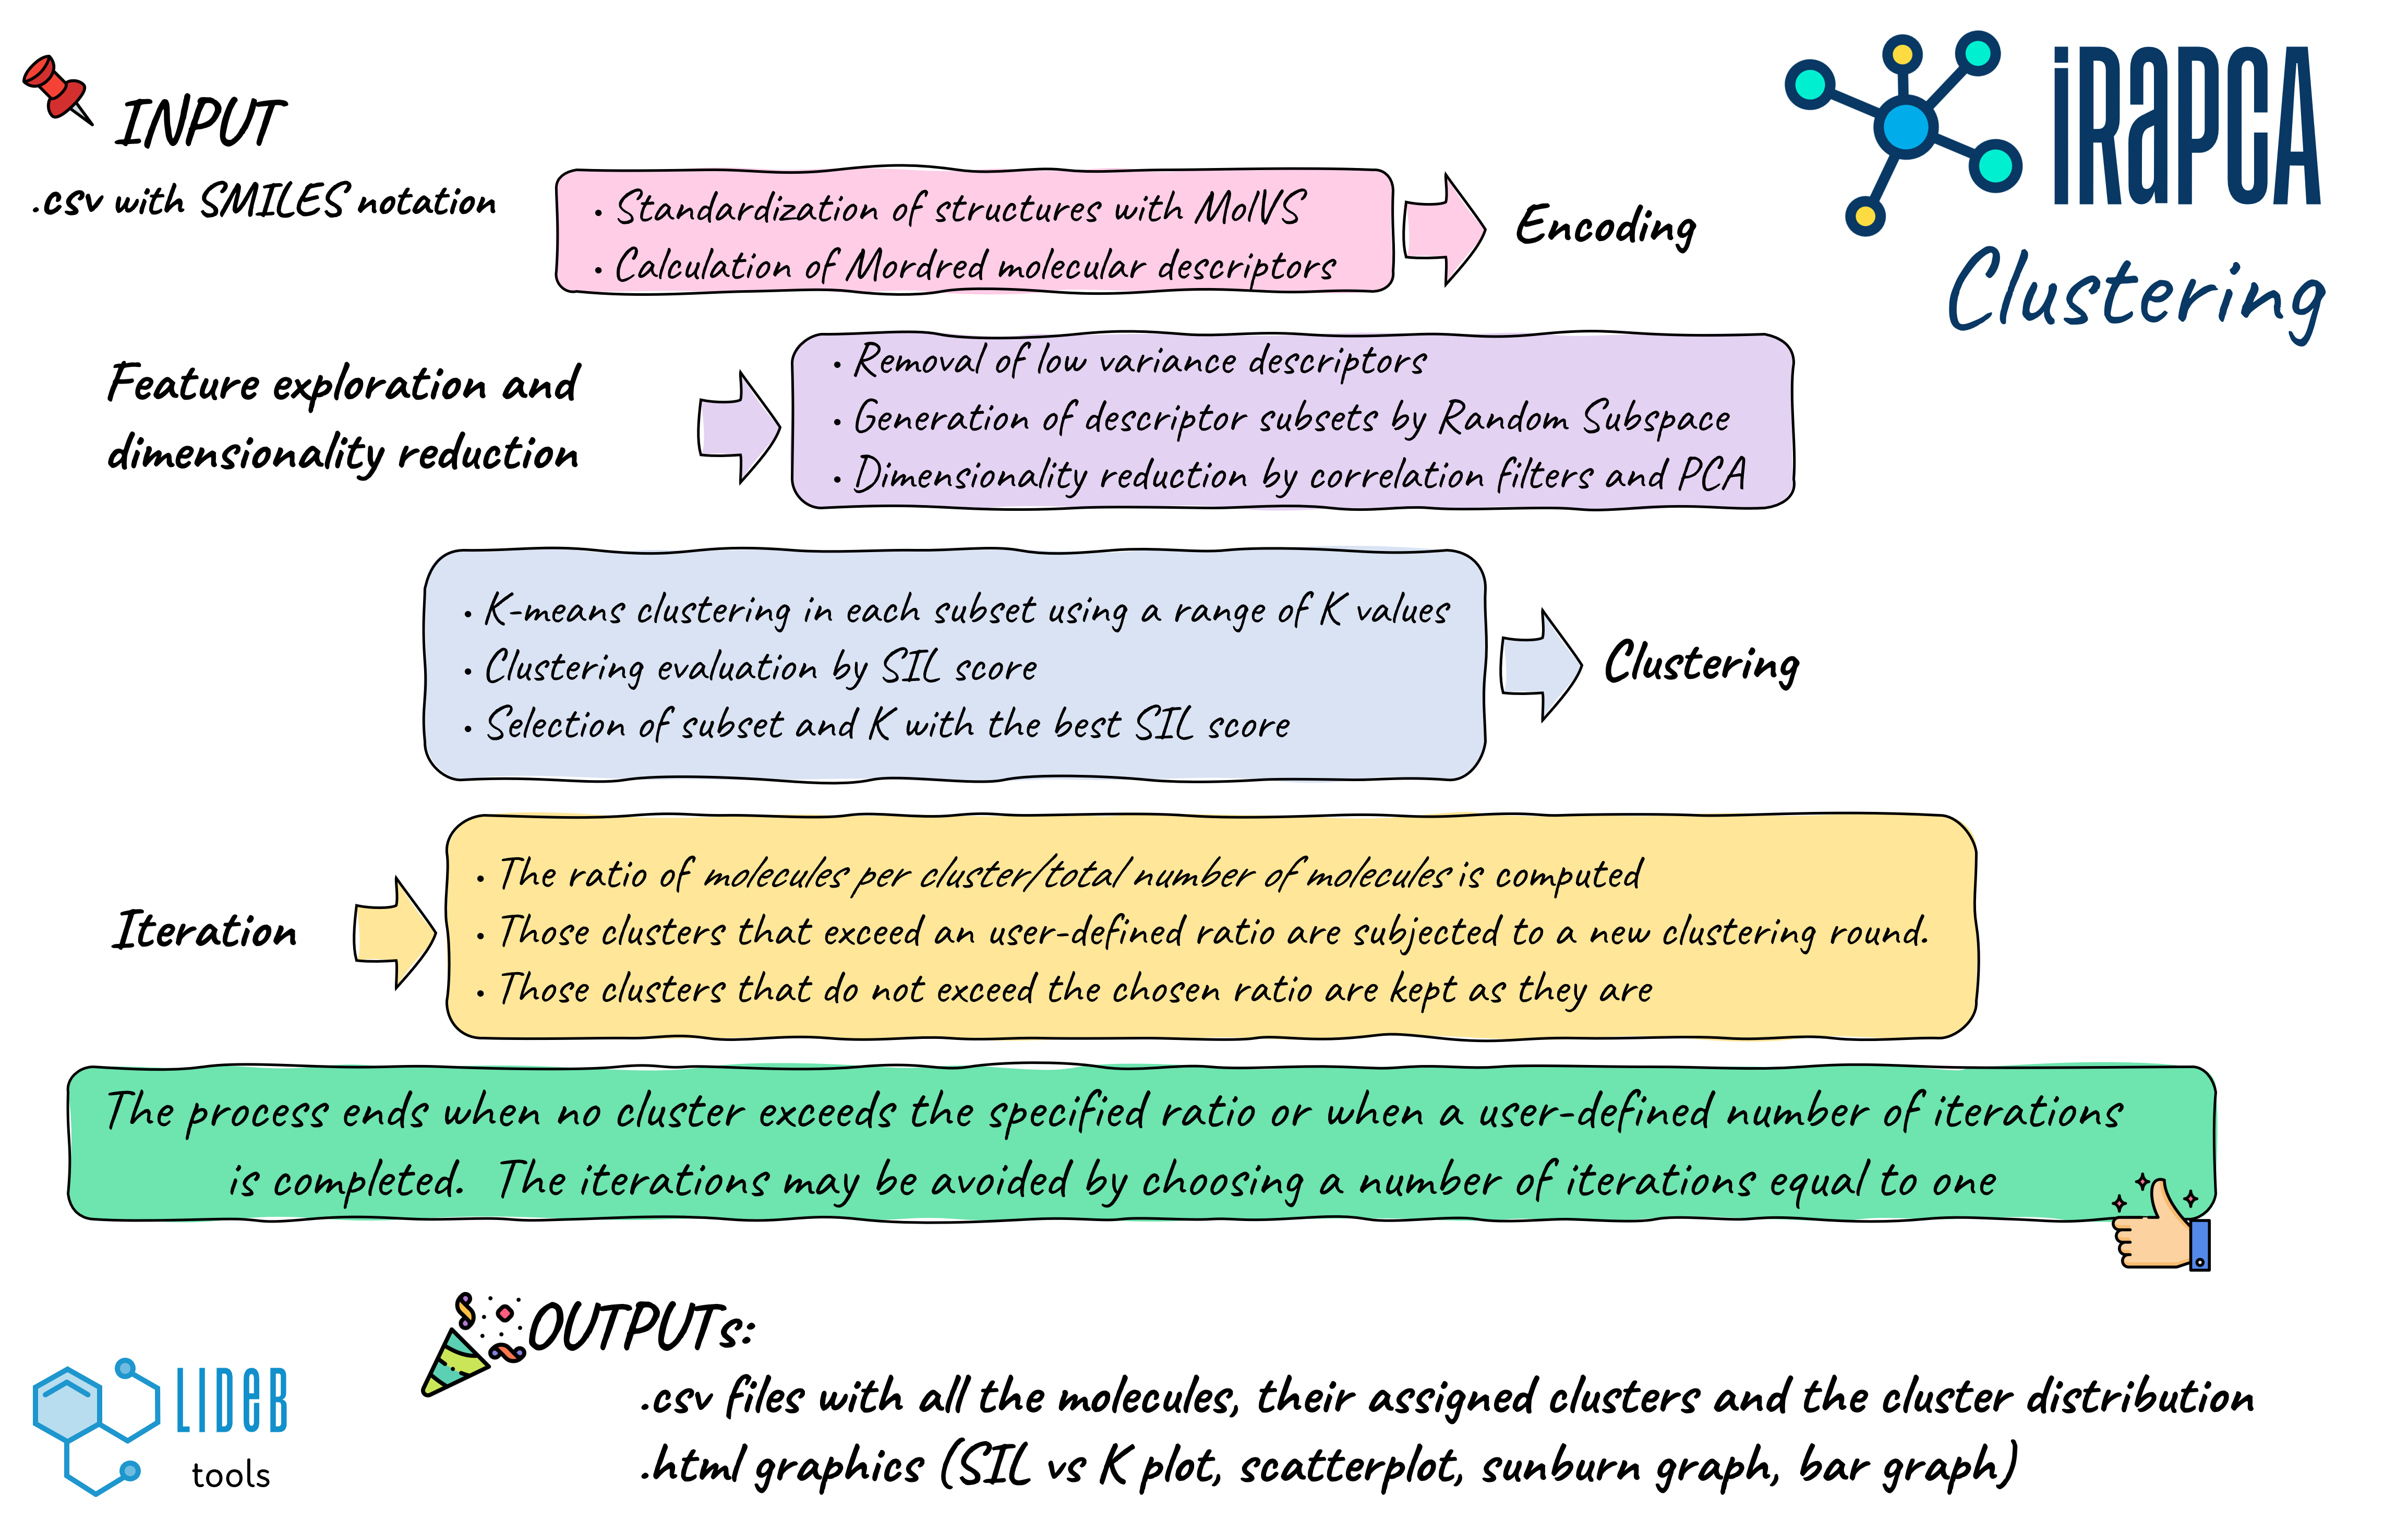 INPUT
.csv with SMILES notation
iRaPCA
Clustering
• Standardization of structures with MolVS
• Calculation of Mordred molecular descriptors
Encoding
Feature exploration and
dimensionality reduction
• Removal of low variance descriptors
• Generation of descriptor subsets by Random Subspace
• Dimensionality reduction by correlation filters and PCA
• K-means clustering in each subset using a range of K values
• Clustering evaluation by SIL score
• Selection of subset and K with the best SIL score
Clustering
Iteration
• The ratio of molecules per cluster/total number of molecules is computed
• Those clusters that exceed an user-defined ratio are subjected to a new clustering round.
• Those clusters that do not exceed the chosen ratio are kept as they are
The process ends when no cluster exceeds the specified ratio or when a user-defined number of iterations
is completed. The iterations may be avoided by choosing a number of iterations equal to one
OUTPUTs:
.csv files with all the molecules, their assigned clusters and the cluster distribution
.html graphics (SIL vs K plot, scatterplot, sunburn graph, bar graph)
LIDeB
tools